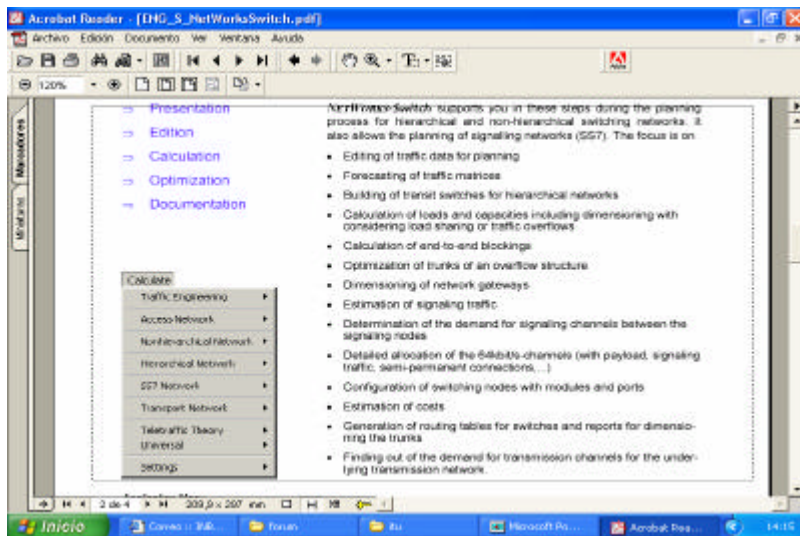 Acrobat Reader - [ENG_S_NetWorksSwitch.pdf]
Archivo Edición Documento Ver Ventana Ayuda
120%
Marcadores
Miniaturas
⇒ Presentation
⇒ Edition
⇒ Calculation
⇒ Optimization
⇒ Documentation
Calculate
Traffic Engineering
Access Network
Nonhierarchical Network
Hierarchical Network
SS7 Network
Transport Network
Teletraffic Theory
Universal
Settings
NETWorks-Switch supports you in these steps during the planning
process for hierarchical and non-hierarchical switching networks. It
also allows the planning of signalling networks (SS7). The focus is on
• Editing of traffic data for planning
• Forecasting of traffic matrices
• Building of transit switches for hierarchical networks
• Calculation of loads and capacities including dimensioning with
considering load sharing or traffic overflows
• Calculation of end-to-end blockings
• Optimization of trunks of an overflow structure
• Dimensioning of network gateways
• Estimation of signaling traffic
• Determination of the demand for signaling channels between the
signaling nodes
• Detailed allocation of the 64kbit/s-channels (with payload, signaling
traffic, semi-permanent connections,...)
• Configuration of switching nodes with modules and ports
• Estimation of costs
• Generation of routing tables for switches and reports for dimensio-
ning the trunks
• Finding out of the demand for transmission channels for the under-
lying transmission network.
2 de 4
209,9 x 297 mm
Inicio
Correo ::
forum
itu
Microsoft Po...
Acrobat Rea...
14:15